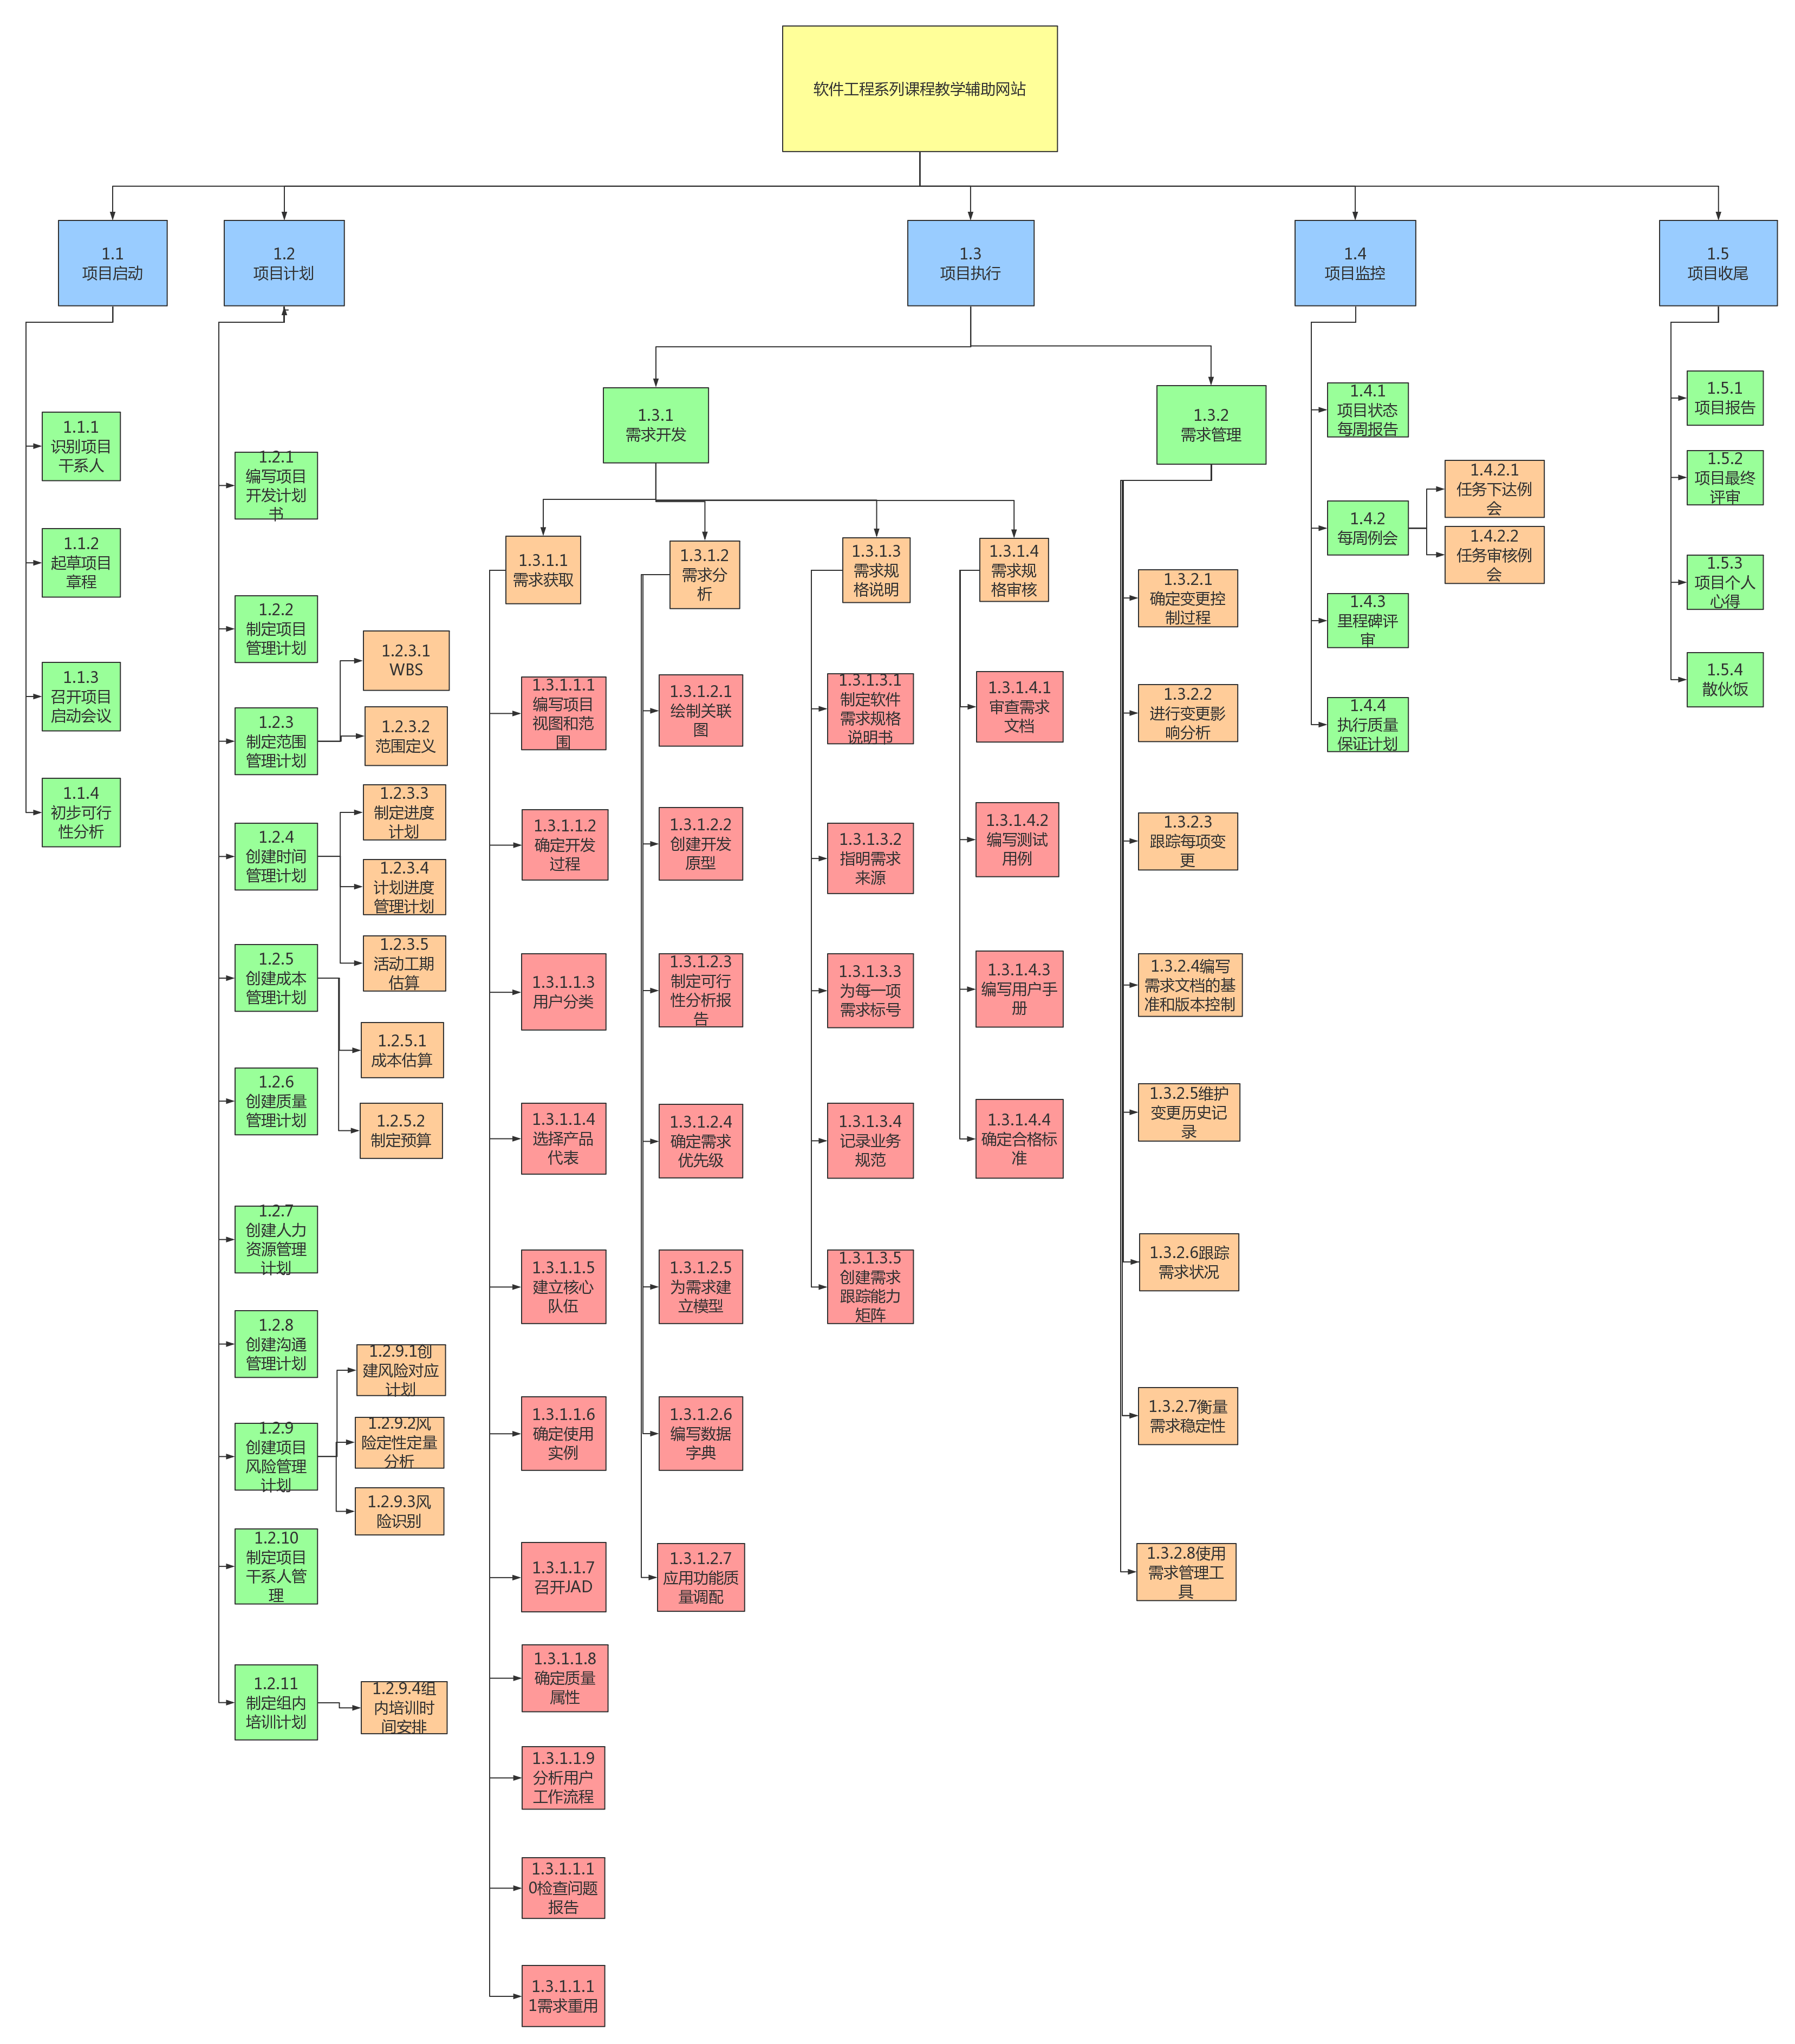 软件工程系列课程教学辅助网站
1.1
项目启动
1.2
项目计划
1.3
项目执行
1.4
项目监控
1.5
项目收尾
1.1.1
识别项目
干系人
1.1.2
起草项目
章程
1.1.3
召开项目
启动会议
1.1.4
初步可行
性分析
1.2.1
编写项目
开发计划
书
1.2.2
制定项目
管理计划
1.2.3
制定范围
管理计划
1.2.3.1
WBS
1.2.3.2
范围定义
1.2.4
创建时间
管理计划
1.2.3.3
制定进度
计划
1.2.3.4
计划进度
管理计划
1.2.3.5
活动工期
估算
1.2.5
创建成本
管理计划
1.2.5.1
成本估算
1.2.5.2
制定预算
1.2.6
创建质量
管理计划
1.2.7
创建人力
资源管理
计划
1.2.8
创建沟通
管理计划
1.2.9
创建项目
风险管理
计划
1.2.9.1创
建风险对应
计划
1.2.9.2风
险定性定量
分析
1.2.9.3风
险识别
1.2.10
制定项目
干系人管
理
1.2.11
制定组内
培训计划
1.2.9.4组
内培训时
间安排
1.3.1
需求开发
1.3.2
需求管理
1.3.1.1
需求获取
1.3.1.2
需求分
析
1.3.1.3
需求规
格说明
1.3.1.4
需求规
格审核
1.3.1.1.1
编写项目
视图和范
围
1.3.1.1.2
确定开发
过程
1.3.1.1.3
用户分类
1.3.1.1.4
选择产品
代表
1.3.1.1.5
建立核心
队伍
1.3.1.1.6
确定使用
实例
1.3.1.1.7
召开JAD
1.3.1.1.8
确定质量
属性
1.3.1.1.9
分析用户
工作流程
1.3.1.1.1
0检查问题
报告
1.3.1.1.1
1需求重用
1.3.1.2.1
绘制关联
图
1.3.1.2.2
创建开发
原型
1.3.1.2.3
制定可行
性分析报
告
1.3.1.2.4
确定需求
优先级
1.3.1.2.5
为需求建
立模型
1.3.1.2.6
编写数据
字典
1.3.1.2.7
应用功能质
量调配
1.3.1.3.1
制定软件
需求规格
说明书
1.3.1.3.2
指明需求
来源
1.3.1.3.3
为每一项
需求标号
1.3.1.3.4
记录业务
规范
1.3.1.3.5
创建需求
跟踪能力
矩阵
1.3.1.4.1
审查需求
文档
1.3.1.4.2
编写测试
用例
1.3.1.4.3
编写用户手
册
1.3.1.4.4
确定合格标
准
1.3.2.1
确定变更控
制过程
1.3.2.2
进行变更影
响分析
1.3.2.3
跟踪每项变
更
1.3.2.4编写
需求文档的基
准和版本控制
1.3.2.5维护
变更历史记
录
1.3.2.6跟踪
需求状况
1.3.2.7衡量
需求稳定性
1.3.2.8使用
需求管理工
具
1.4.1
项目状态
每周报告
1.4.2
每周例会
1.4.2.1
任务下达例
会
1.4.2.2
任务审核例
会
1.4.3
里程碑评
审
1.4.4
执行质量
保证计划
1.5.1
项目报告
1.5.2
项目最终
评审
1.5.3
项目个人
心得
1.5.4
散伙饭